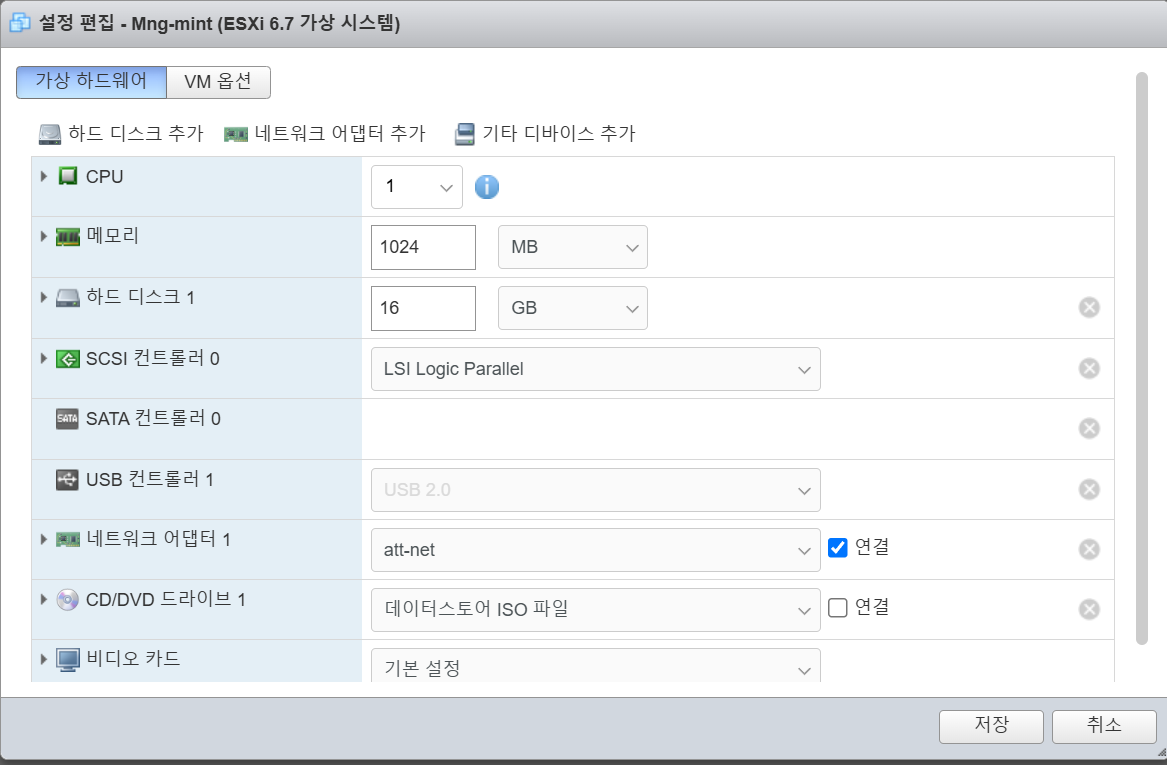 설정 편집 - Mng-mint (ESXi 6.7 가상 시스템)
가상 하드웨어 VM 옵션
하드 디스크 추가 네트워크 어댑터 추가 기타 디바이스 추가
CPU 1 i
메모리 1024 MB
하드 디스크 1 16 GB
SCSI 컨트롤러 0 LSI Logic Parallel
SATA SATA 컨트롤러 0
USB 컨트롤러 1 USB 2.0
네트워크 어댑터 1 att-net 연결
CD/DVD 드라이브 1 데이터스토어 ISO 파일 연결
비디오 카드 기본 설정
저장 취소